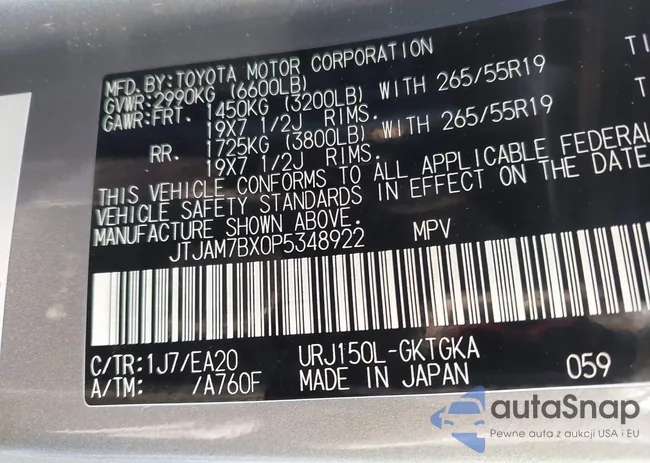 MFD.BY:TOYOTA MOTOR CORPORATION
GVWR:2990KG (6600LB)
GAWR:FRT. 1450KG (3200LB) WITH 265/55R19 TI
19X7 1/2J RIMS.
RR. 1725KG (3800LB) WITH 265/55R19 T
19X7 1/2J RIMS.
THIS VEHICLE CONFORMS TO ALL APPLICABLE FEDERAL
VEHICLE SAFETY STANDARDS IN EFFECT ON THE DATE
MANUFACTURE SHOWN ABOVE.
JTJAM7BX0P5348922 MPV
C/TR:1J7/EA20 URJ150L-GKTGKA
A/TM: /A760F MADE IN JAPAN 059
autaSnap
Pewne auta z aukcji USA i EU